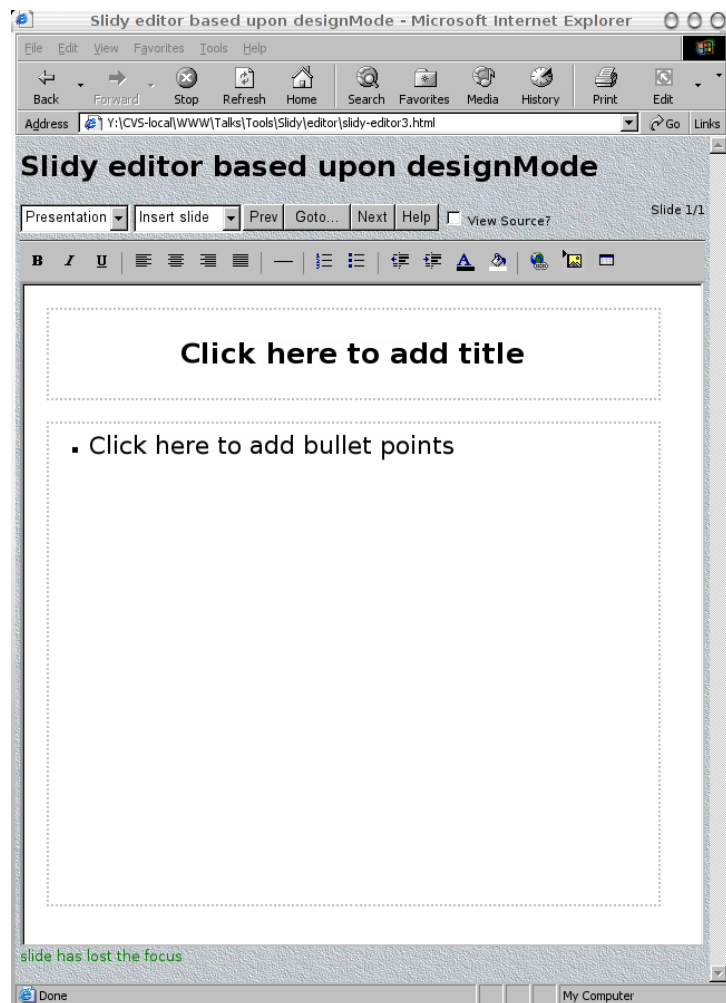 Slidy editor based upon designMode - Microsoft Internet Explorer
File Edit View Favorites Tools Help
Back Forward Stop Refresh Home Search Favorites Media History Print Edit
Address Y:\CVS-local\WWW\Talks\Tools\Slidy\editor\slidy-editor3.html Go Links
Slidy editor based upon designMode
Presentation Insert slide Prev Goto... Next Help View Source? Slide 1/1
B I U A
Click here to add title
Click here to add bullet points
slide has lost the focus
Done My Computer